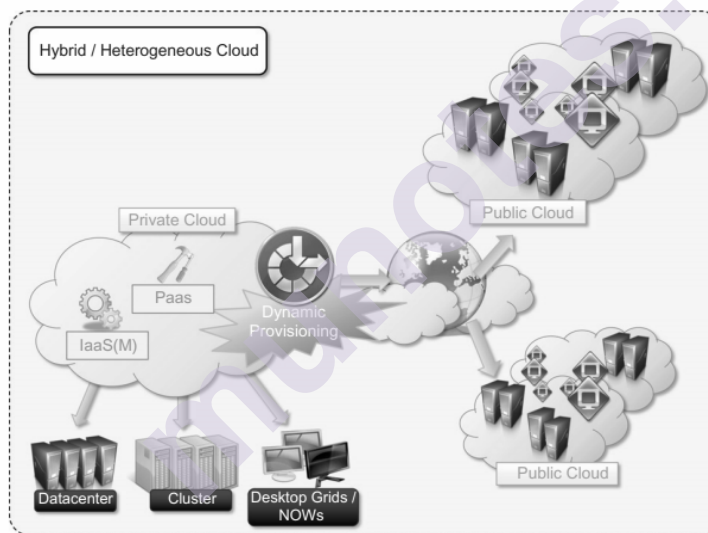 Hybrid / Heterogeneous Cloud
Public Cloud
Private Cloud
PaaS
Dynamic
Provisioning
IaaS(M)
Public Cloud
Datacenter
Cluster
Desktop Grids /
NOWs